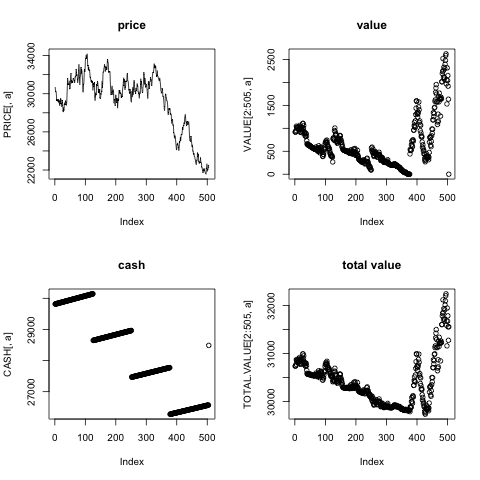 price
PRICE[, a]
22000 26000 30000 34000
0 100 200 300 400 500
Index
value
VALUE[2:505, a]
0 500 1500 2500
0 100 200 300 400 500
Index
cash
CASH[, a]
27000 29000
0 100 200 300 400 500
Index
total value
TOTAL.VALUE[2:505, a]
30000 31000 32000
0 100 200 300 400 500
Index